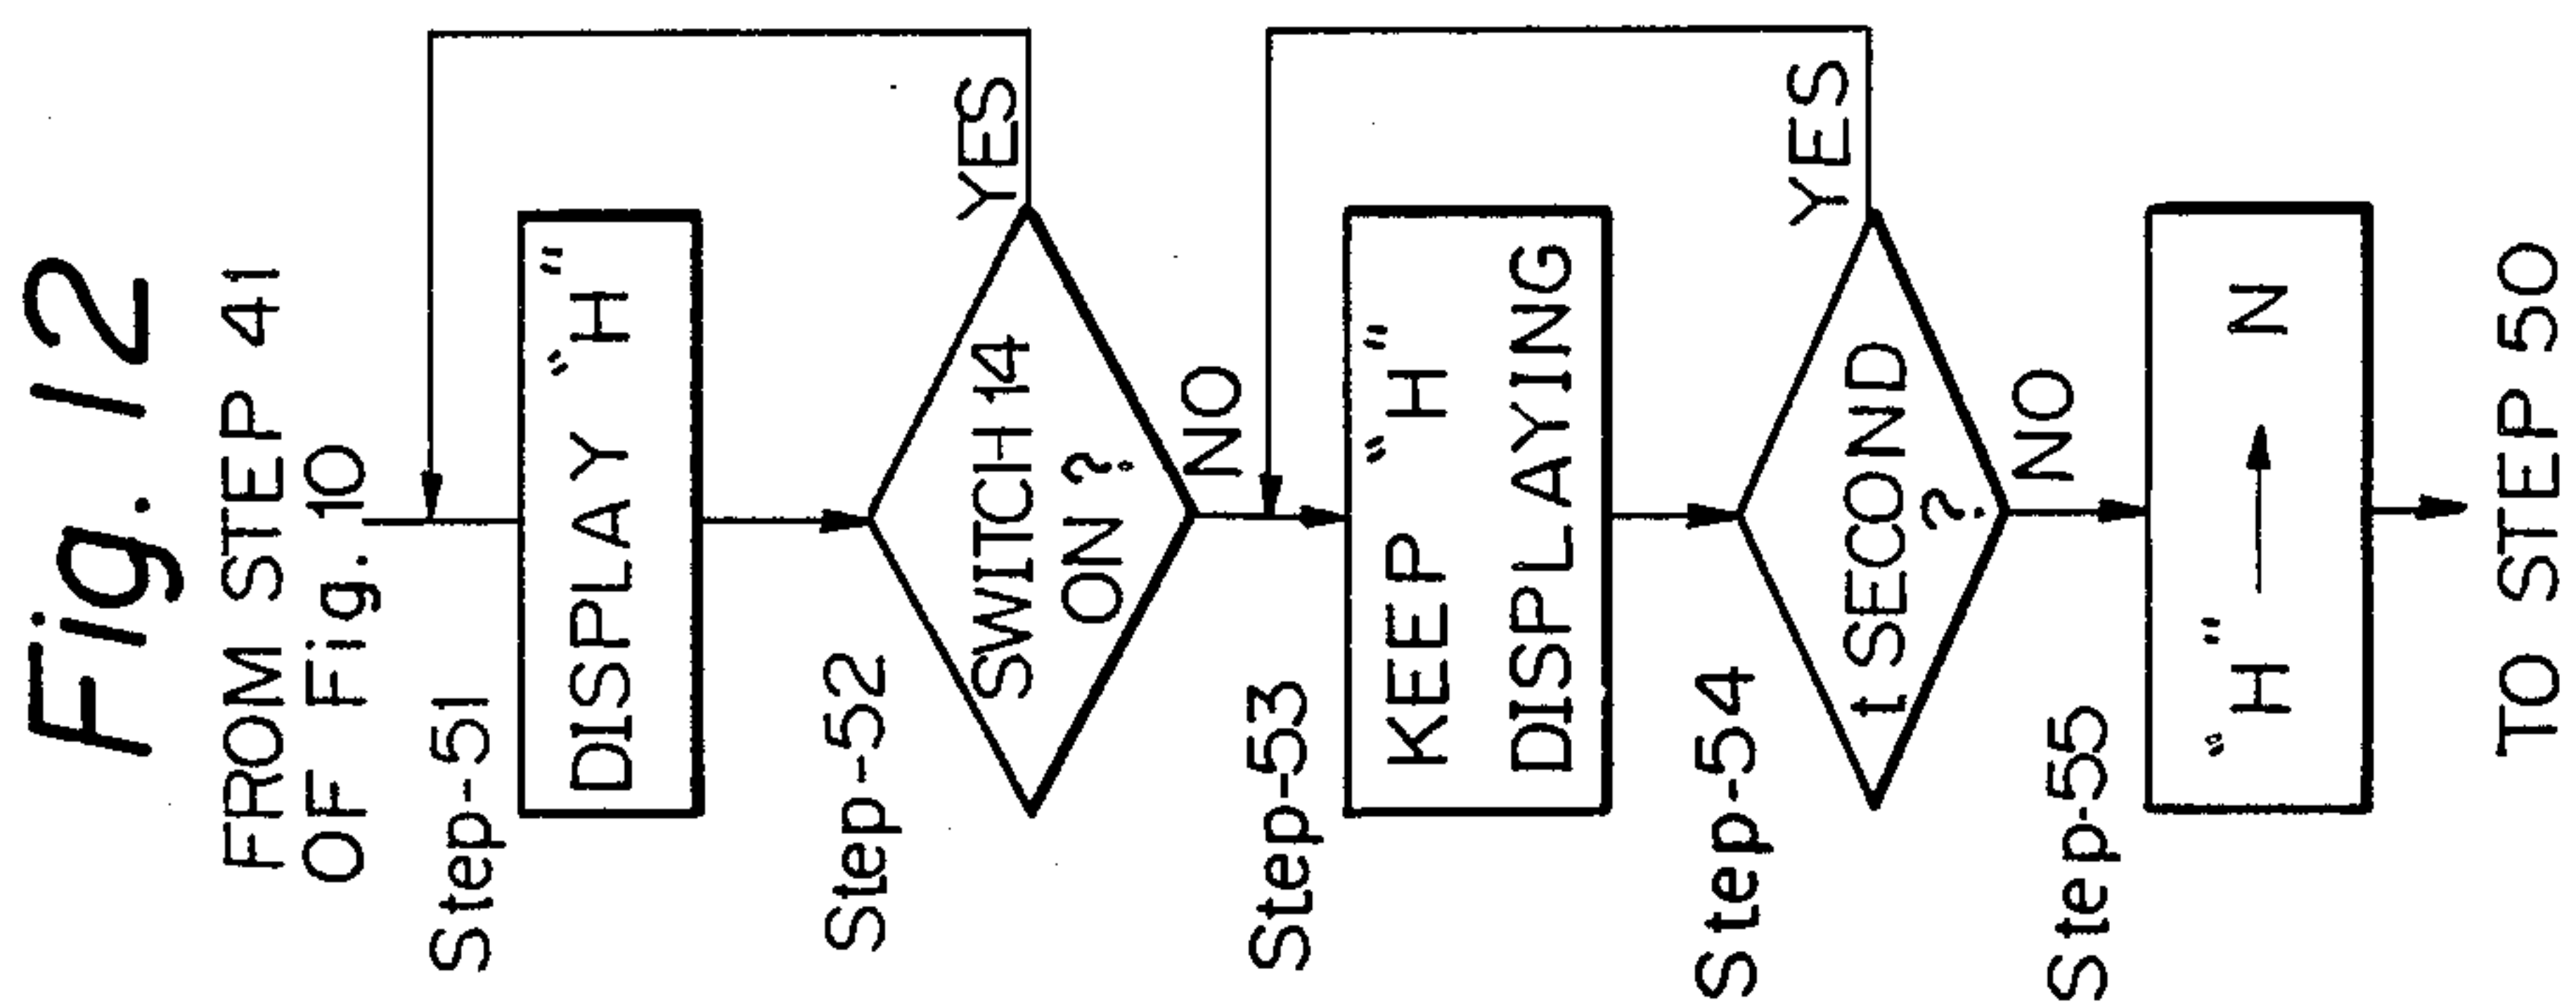 Fig. 12
FROM STEP 41
OF Fig. 10
Step-51
DISPLAY "H"
Step-52
SWITCH 14
ON ?
YES
NO
Step-53
KEEP "H"
DISPLAYING
Step-54
t SECOND
?
YES
NO
Step-55
"H" → N
TO STEP 50